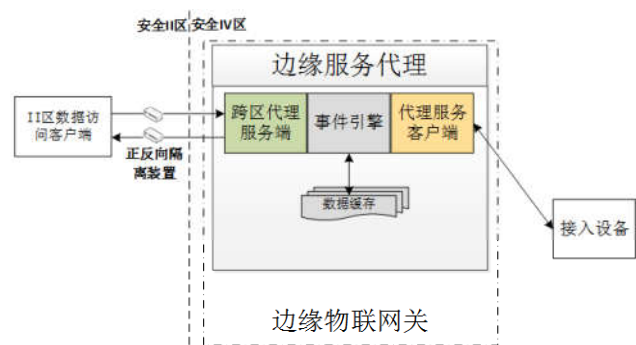 安全II区
安全IV区
边缘服务代理
II区数据访
问客户端
跨区代理
服务端
事件引擎
代理服务
客户端
正反向隔
离装置
数据缓存
接入设备
边缘物联网关